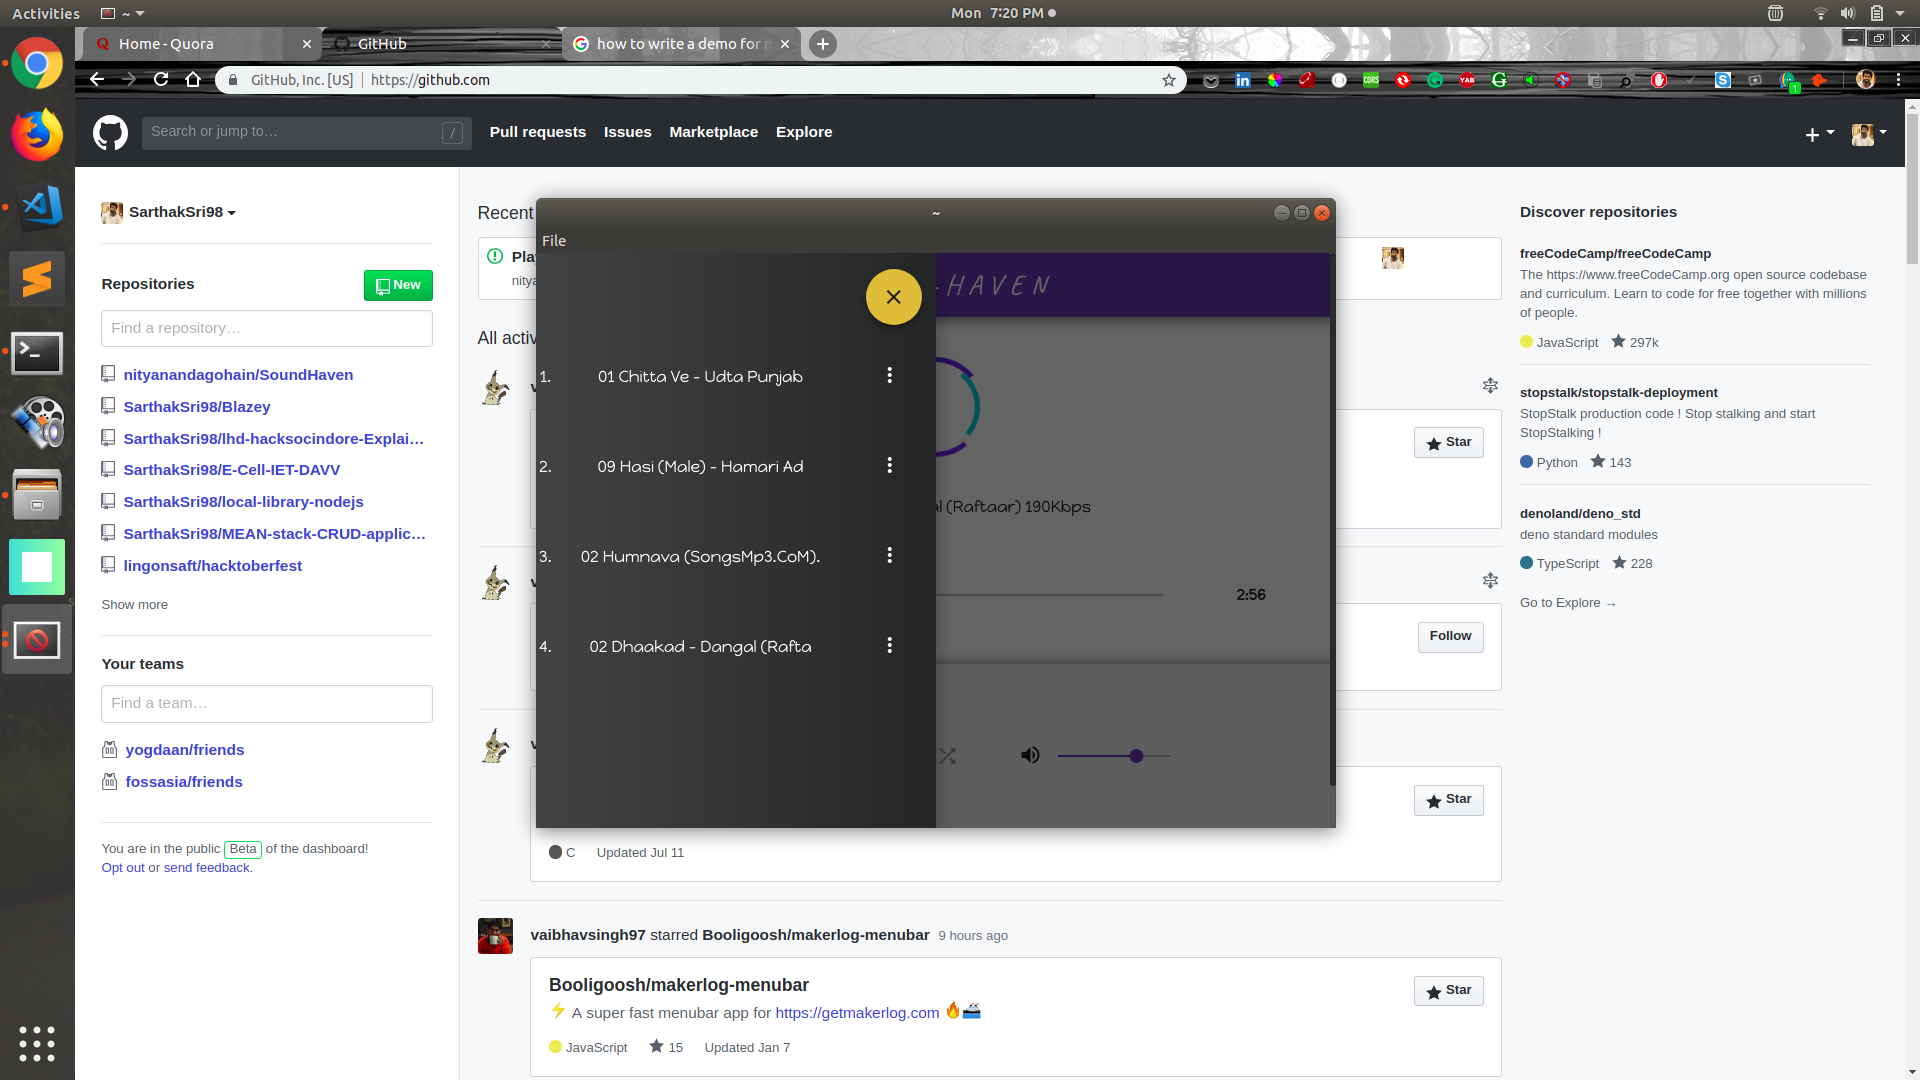 Activities
~
Mon 7:20 PM
Home - Quora
GitHub
how to write a demo for
GitHub, Inc. [US]
https://github.com
Search or jump to…
/
Pull requests
Issues
Marketplace
Explore
SarthakSri98
Repositories
New
Find a repository…
nityanandagohain/SoundHaven
SarthakSri98/Blazey
SarthakSri98/lhd-hacksocindore-Explai…
SarthakSri98/E-Cell-IET-DAVV
SarthakSri98/local-library-nodejs
SarthakSri98/MEAN-stack-CRUD-applic…
lingonsaft/hacktoberfest
Show more
Your teams
Find a team…
yogdaan/friends
fossasia/friends
You are in the public Beta of the dashboard!
Opt out or send feedback.
Recent
Pla
nitya
All activ
~
File
-HAVEN
1. 01 Chitta Ve - Udta Punjab
2. 09 Hasi (Male) - Hamari Ad
3. 02 Humnava (SongsMp3.CoM).
4. 02 Dhaakad - Dangal (Rafta
al (Raftaar) 190Kbps
2:56
Star
Follow
Star
C
Updated Jul 11
vaibhavsingh97 starred Booligoosh/makerlog-menubar 9 hours ago
Booligoosh/makerlog-menubar
⚡ A super fast menubar app for https://getmakerlog.com
JavaScript
15
Updated Jan 7
Star
Discover repositories
freeCodeCamp/freeCodeCamp
The https://www.freeCodeCamp.org open source codebase
and curriculum. Learn to code for free together with millions
of people.
JavaScript
297k
stopstalk/stopstalk-deployment
StopStalk production code ! Stop stalking and start
StopStalking !
Python
143
denoland/deno_std
deno standard modules
TypeScript
228
Go to Explore →